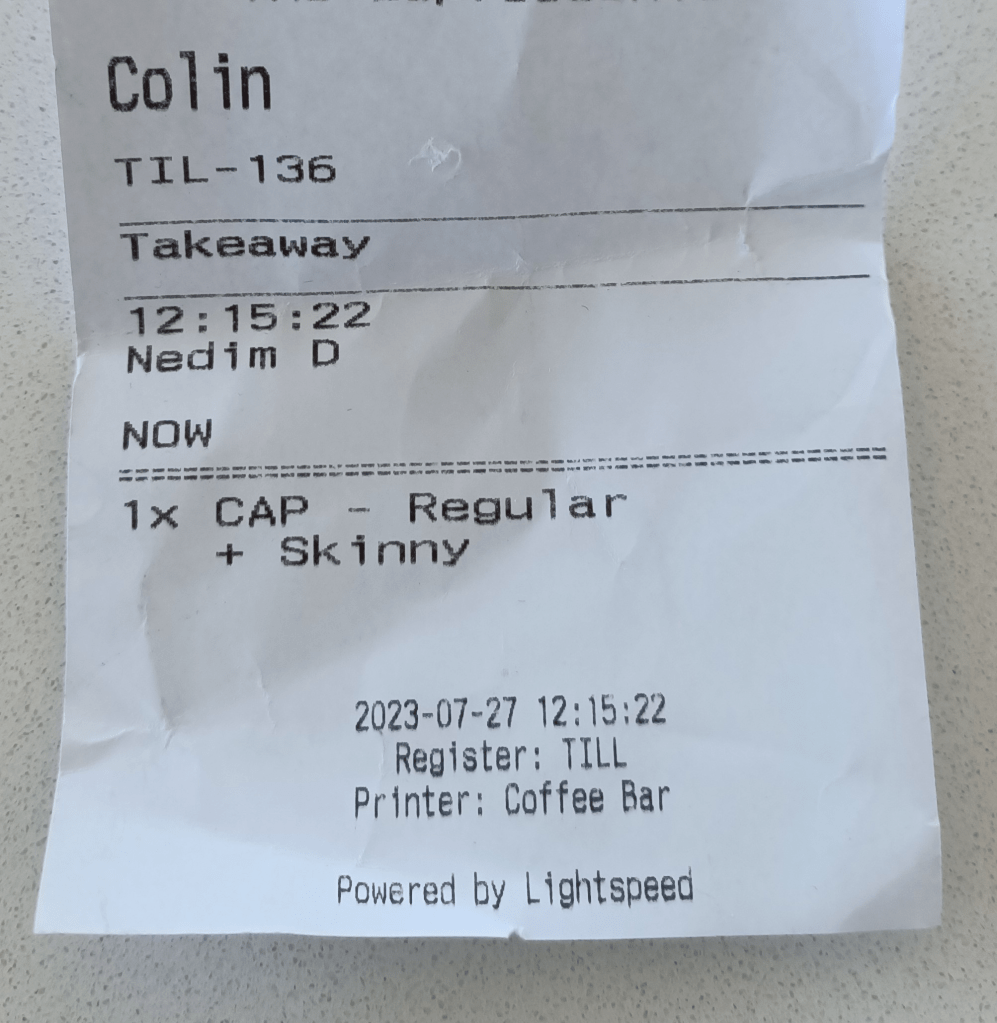 Colin
TIL-136
Takeaway
12:15:22
Nedim D
NOW
1x CAP - Regular
+ Skinny
2023-07-27 12:15:22
Register: TILL
Printer: Coffee Bar
Powered by Lightspeed